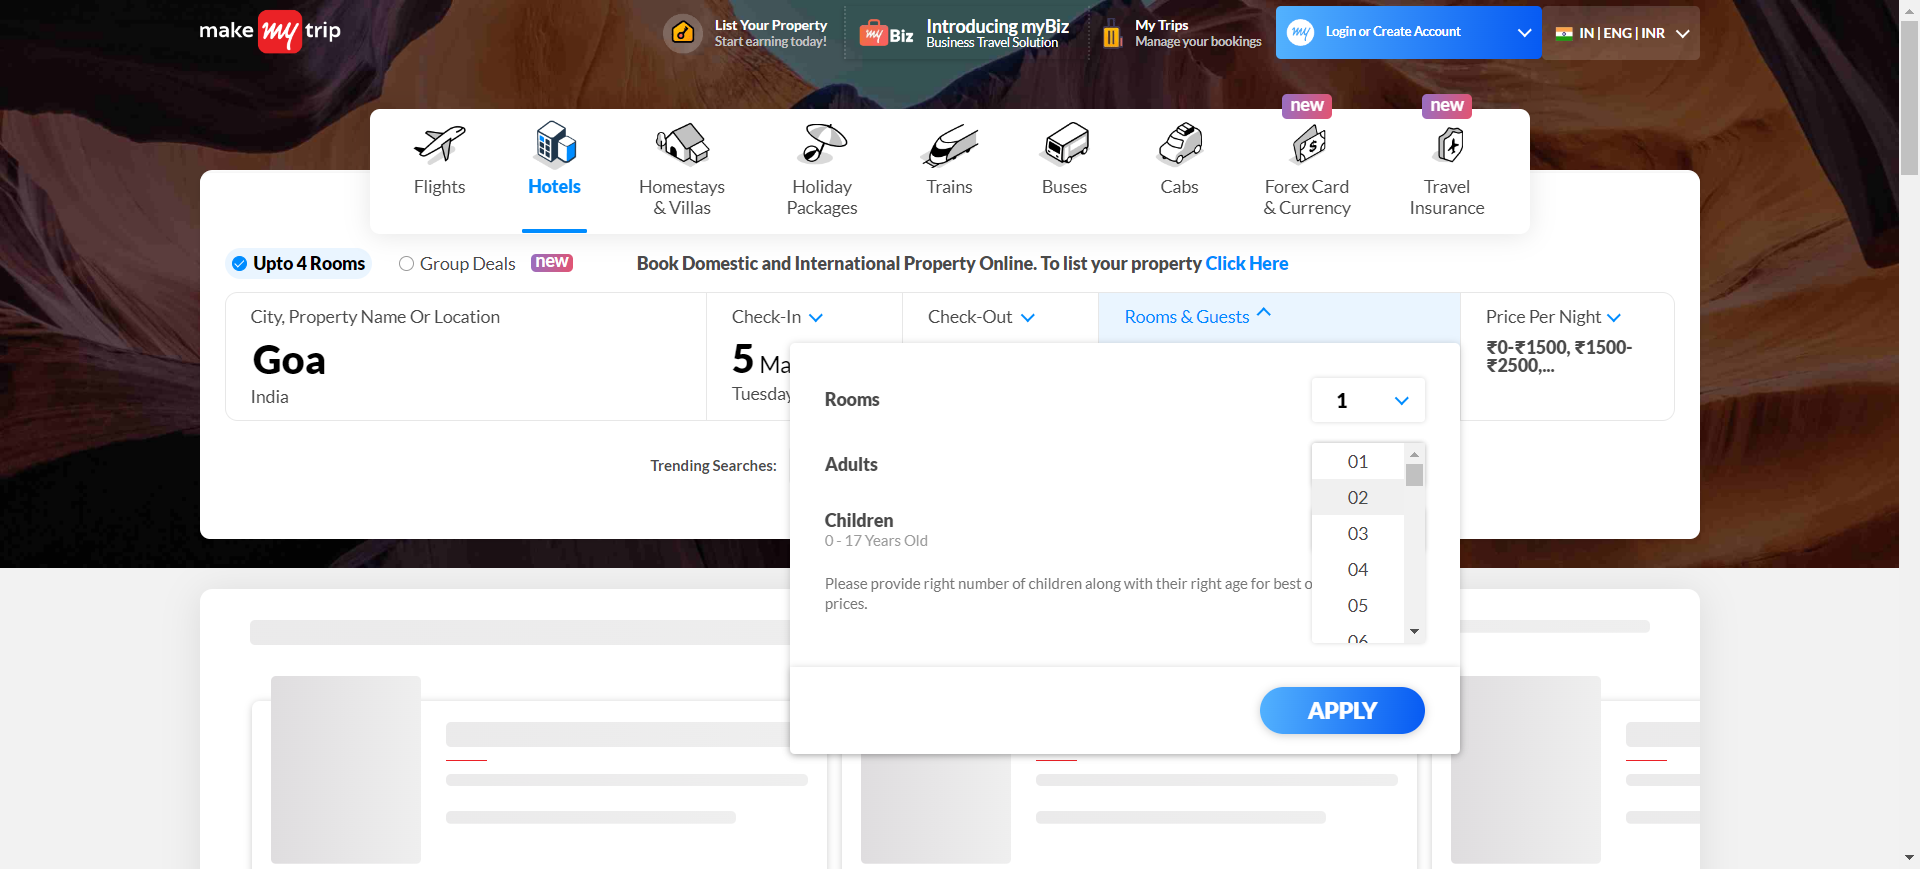 make my trip
List Your Property
Start earning today!
my Biz
Introducing myBiz
Business Travel Solution
My Trips
Manage your bookings
my
Login or Create Account
IN | ENG | INR
new
new
Flights
Hotels
Homestays
& Villas
Holiday
Packages
Trains
Buses
Cabs
Forex Card
& Currency
Travel
Insurance
Upto 4 Rooms
Group Deals
new
Book Domestic and International Property Online. To list your property Click Here
City, Property Name Or Location
Goa
India
Check-In
5 Ma
Tuesday
Check-Out
Rooms & Guests
Price Per Night
₹0-₹1500, ₹1500-
₹2500,...
Trending Searches:
Rooms
1
Adults
01
02
03
04
05
06
Children
0 - 17 Years Old
Please provide right number of children along with their right age for best o
prices.
APPLY